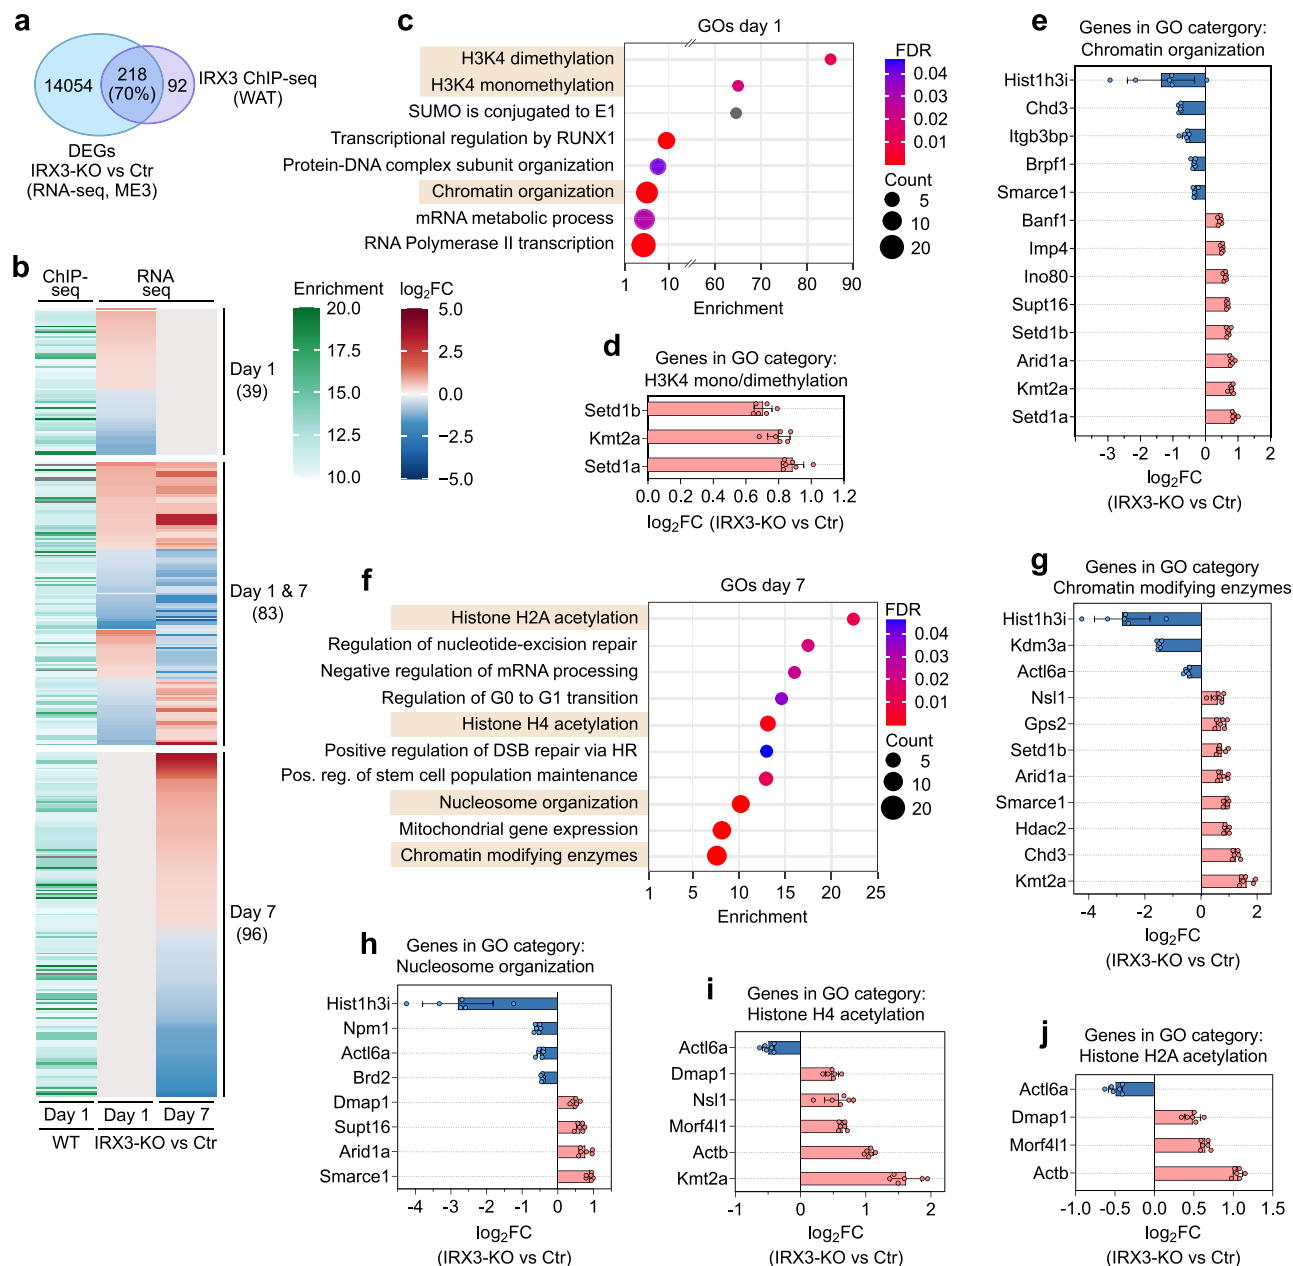 a
14054
218
(70%)
92
IRX3 ChIP-seq
(WAT)
DEGs
IRX3-KO vs Ctr
(RNA-seq, ME3)
b
ChIP-
seq
RNA
seq
Enrichment
20.0
17.5
15.0
12.5
10.0
log₂FC
5.0
2.5
0.0
−2.5
−5.0
Day 1
(39)
Day 1 & 7
(83)
Day 7
(96)
Day 1 Day 1 Day 7
WT IRX3-KO vs Ctr
c
GOs day 1
H3K4 dimethylation
H3K4 monomethylation
SUMO is conjugated to E1
Transcriptional regulation by RUNX1
Protein-DNA complex subunit organization
Chromatin organization
mRNA metabolic process
RNA Polymerase II transcription
1 10 60 70 80 90
Enrichment
FDR
0.04
0.03
0.02
0.01
Count
5
10
20
d
Genes in GO category:
H3K4 mono/dimethylation
Setd1b
Kmt2a
Setd1a
0.0 0.2 0.4 0.6 0.8 1.0 1.2
log₂FC (IRX3-KO vs Ctr)
e
Genes in GO catergory:
Chromatin organization
Hist1h3i
Chd3
Itgb3bp
Brpf1
Smarce1
Banf1
Imp4
Ino80
Supt16
Setd1b
Arid1a
Kmt2a
Setd1a
-4 -3 -2 -1 0 1 2
log₂FC
(IRX3-KO vs Ctr)
f
GOs day 7
Histone H2A acetylation
Regulation of nucleotide-excision repair
Negative regulation of mRNA processing
Regulation of G0 to G1 transition
Histone H4 acetylation
Positive regulation of DSB repair via HR
Pos. reg. of stem cell population maintenance
Nucleosome organization
Mitochondrial gene expression
Chromatin modifying enzymes
1 5 10 15 20 25
Enrichment
FDR
0.04
0.03
0.02
0.01
Count
5
10
20
g
Genes in GO category
Chromatin modifying enzymes
Hist1h3i
Kdm3a
Actl6a
Nsl1
Gps2
Setd1b
Arid1a
Smarce1
Hdac2
Chd3
Kmt2a
-4 -2 0 2
log₂FC
(IRX3-KO vs Ctr)
h
Genes in GO category:
Nucleosome organization
Hist1h3i
Npm1
Actl6a
Brd2
Dmap1
Supt16
Arid1a
Smarce1
-4 -3 -2 -1 0 1
log₂FC
(IRX3-KO vs Ctr)
i
Genes in GO category:
Histone H4 acetylation
Actl6a
Dmap1
Nsl1
Morf4l1
Actb
Kmt2a
-1 0 1 2
log₂FC
(IRX3-KO vs Ctr)
j
Genes in GO category:
Histone H2A acetylation
Actl6a
Dmap1
Morf4l1
Actb
-1.0 -0.5 0.0 0.5 1.0 1.5
log₂FC
(IRX3-KO vs Ctr)